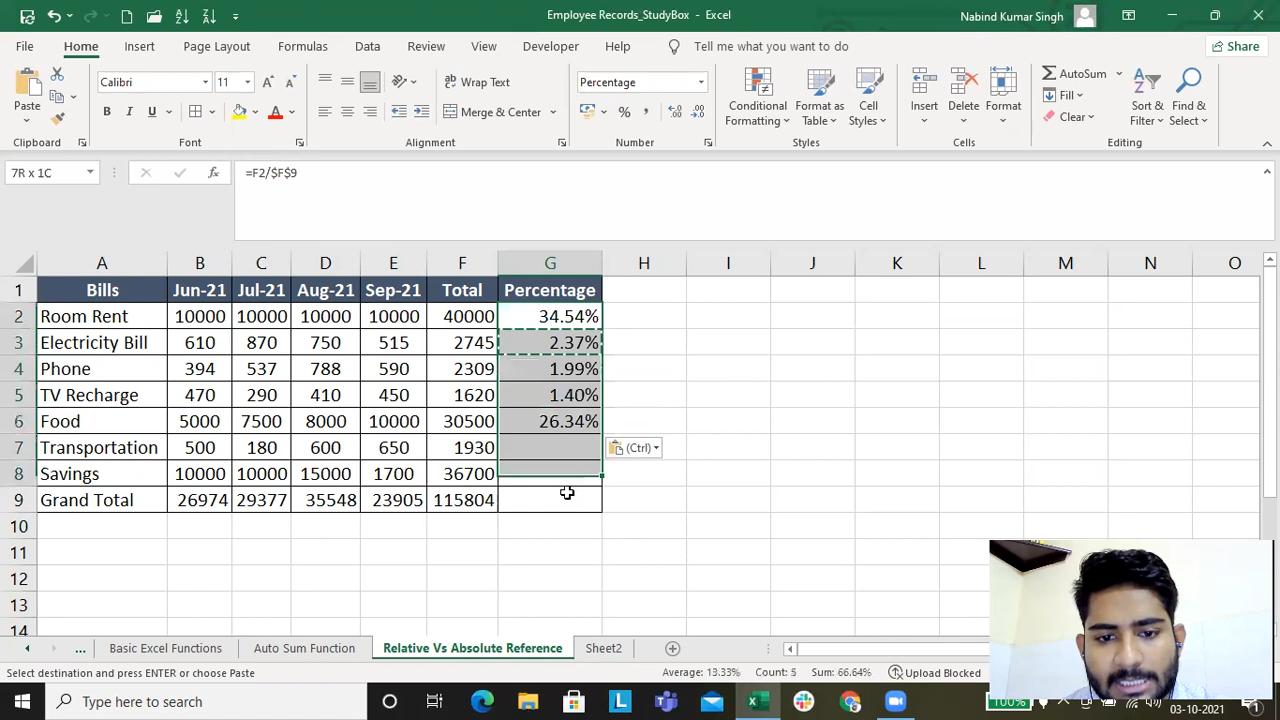 Employee Records_StudyBox - Excel
Nabind Kumar Singh
File Home Insert Page Layout Formulas Data Review View Developer Help Tell me what you want to do Share
Calibri 11 Wrap Text Percentage AutoSum
Paste B I U Merge & Center Conditional Formatting Format as Table Cell Styles Insert Delete Format Fill Clear Sort & Filter Find & Select
Clipboard Font Alignment Number Styles Cells Editing
7R x 1C fx =F2/$F$9
A B C D E F G H I J K L M N O
1 Bills Jun-21 Jul-21 Aug-21 Sep-21 Total Percentage
2 Room Rent 10000 10000 10000 10000 40000 34.54%
3 Electricity Bill 610 870 750 515 2745 2.37%
4 Phone 394 537 788 590 2309 1.99%
5 TV Recharge 470 290 410 450 1620 1.40%
6 Food 5000 7500 8000 10000 30500 26.34%
7 Transportation 500 180 600 650 1930 (Ctrl)
8 Savings 10000 10000 15000 1700 36700
9 Grand Total 26974 29377 35548 23905 115804
10
11
12
13
14
... Basic Excel Functions Auto Sum Function Relative Vs Absolute Reference Sheet2
Select destination and press ENTER or choose Paste Average: 13.33% Count: 5 Sum: 66.64% Upload Blocked
Type here to search 100% 03-10-2021